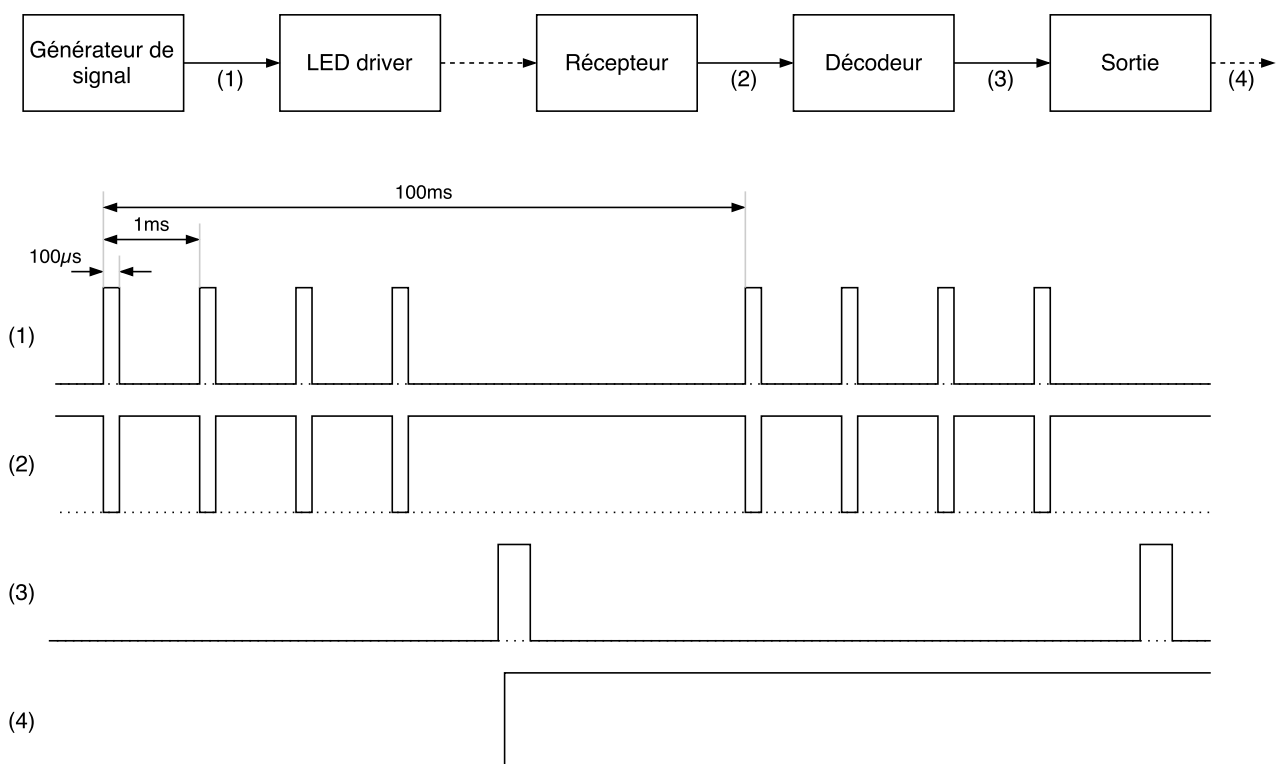 Générateur de
signal
LED driver
Récepteur
Décodeur
Sortie
(1)
(2)
(3)
(4)
100ms
1ms
100µs
(1)
(2)
(3)
(4)